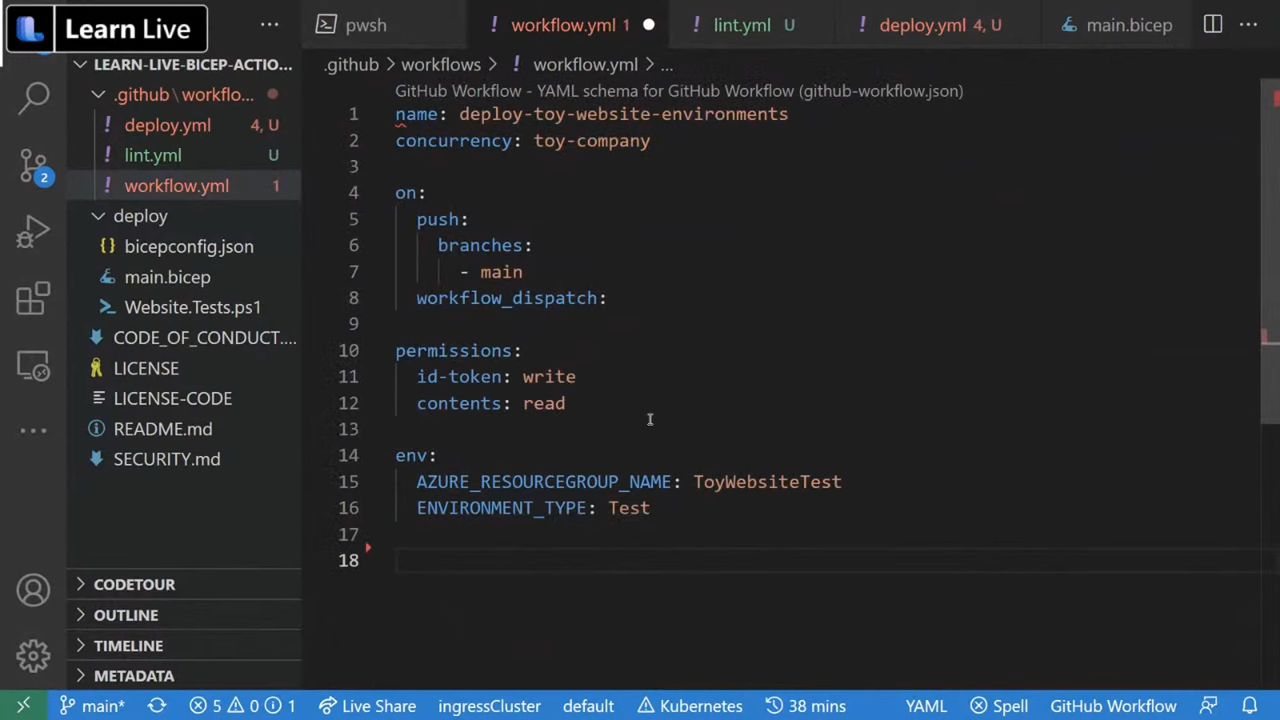 Learn Live
pwsh
workflow.yml 1
lint.yml U
deploy.yml 4, U
main.bicep
LEARN-LIVE-BICEP-ACTIO...
.github\workflo...
deploy.yml 4, U
lint.yml U
workflow.yml 1
deploy
bicepconfig.json
main.bicep
Website.Tests.ps1
CODE_OF_CONDUCT....
LICENSE
LICENSE-CODE
README.md
SECURITY.md
CODETOUR
OUTLINE
TIMELINE
METADATA
2
.github > workflows > ! workflow.yml > ...
GitHub Workflow - YAML schema for GitHub Workflow (github-workflow.json)
1 name: deploy-toy-website-environments
2 concurrency: toy-company
3
4 on:
5 push:
6 branches:
7 - main
8 workflow_dispatch:
9
10 permissions:
11 id-token: write
12 contents: read
13
14 env:
15 AZURE_RESOURCEGROUP_NAME: ToyWebsiteTest
16 ENVIRONMENT_TYPE: Test
17
18
main* 5 0 1 Live Share ingressCluster default Kubernetes 38 mins YAML Spell GitHub Workflow